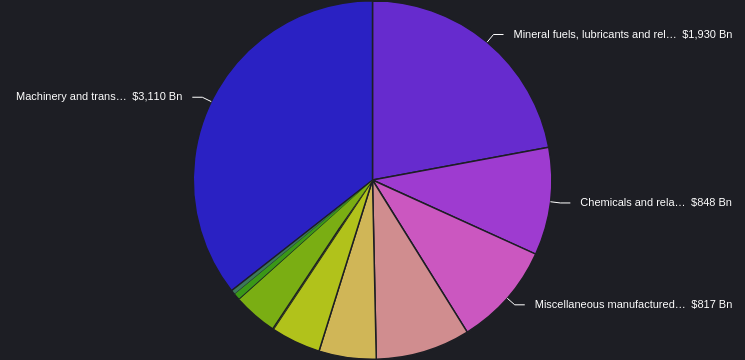 Mineral fuels, lubricants and rel… $1,930 Bn
Machinery and trans… $3,110 Bn
Chemicals and rela… $848 Bn
Miscellaneous manufactured… $817 Bn